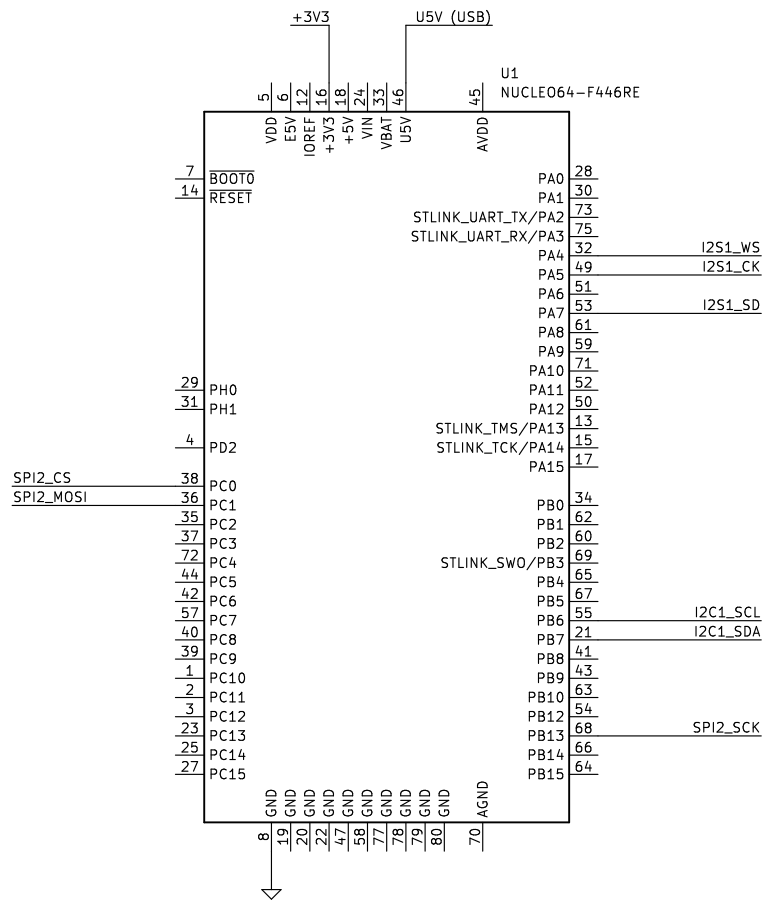 +3V3
U5V (USB)
U1
NUCLEO64-F446RE
5 6 12 16 18 24 33 46 45
VDD E5V IOREF +3V3 +5V VIN VBAT U5V AVDD
7 BOOT0
14 RESET
29 PH0
31 PH1
4 PD2
SPI2_CS 38 PC0
SPI2_MOSI 36 PC1
35 PC2
37 PC3
72 PC4
44 PC5
42 PC6
57 PC7
40 PC8
39 PC9
1 PC10
2 PC11
3 PC12
23 PC13
25 PC14
27 PC15
PA0 28
PA1 30
STLINK_UART_TX/PA2 73
STLINK_UART_RX/PA3 75
PA4 32 I2S1_WS
PA5 49 I2S1_CK
PA6 51
PA7 53 I2S1_SD
PA8 61
PA9 59
PA10 71
PA11 52
PA12 50
STLINK_TMS/PA13 13
STLINK_TCK/PA14 15
PA15 17
PB0 34
PB1 62
PB2 60
STLINK_SWO/PB3 69
PB4 65
PB5 67
PB6 55 I2C1_SCL
PB7 21 I2C1_SDA
PB8 41
PB9 43
PB10 63
PB12 54
PB13 68 SPI2_SCK
PB14 66
PB15 64
GND GND GND GND GND GND GND GND GND GND AGND
8 19 20 22 47 58 77 78 79 80 70